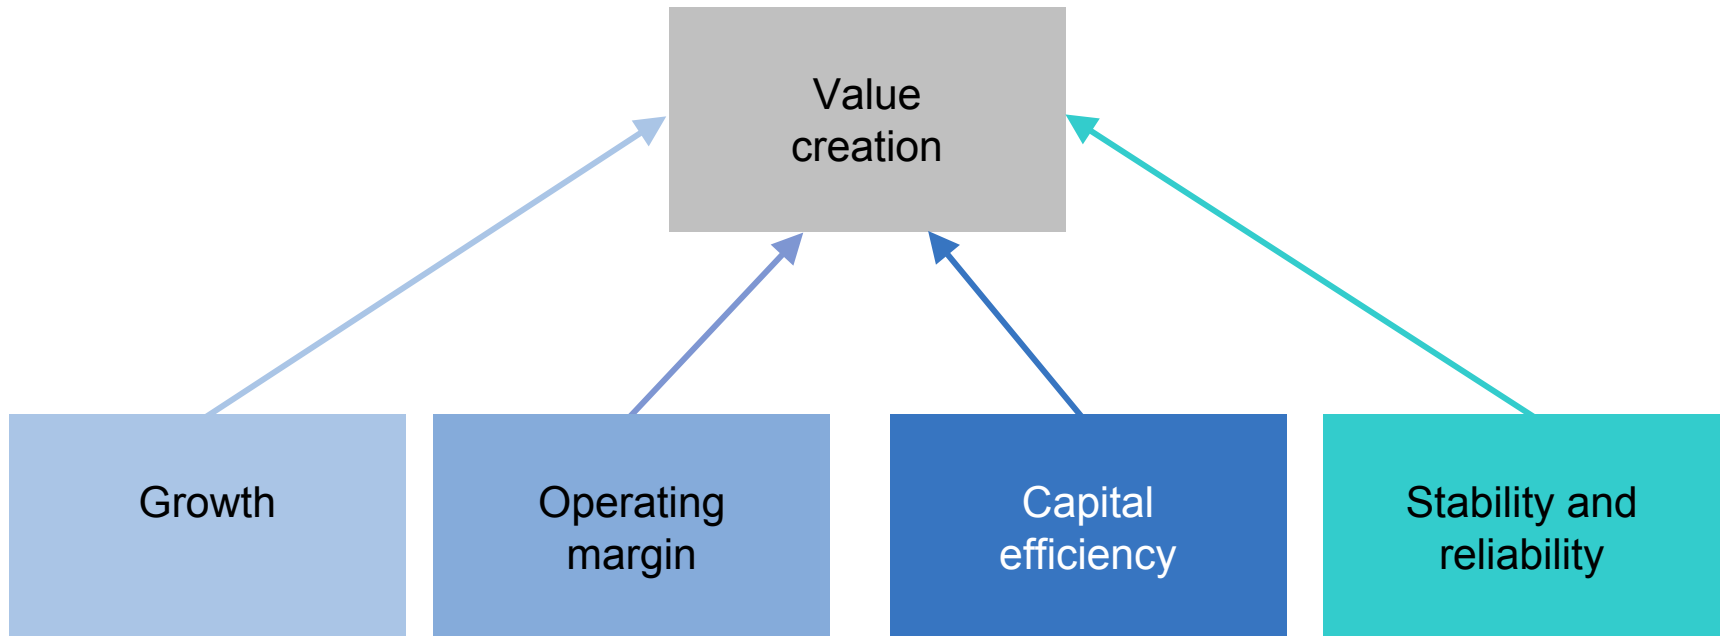 Value
creation
Growth
Operating
margin
Capital
efficiency
Stability and
reliability